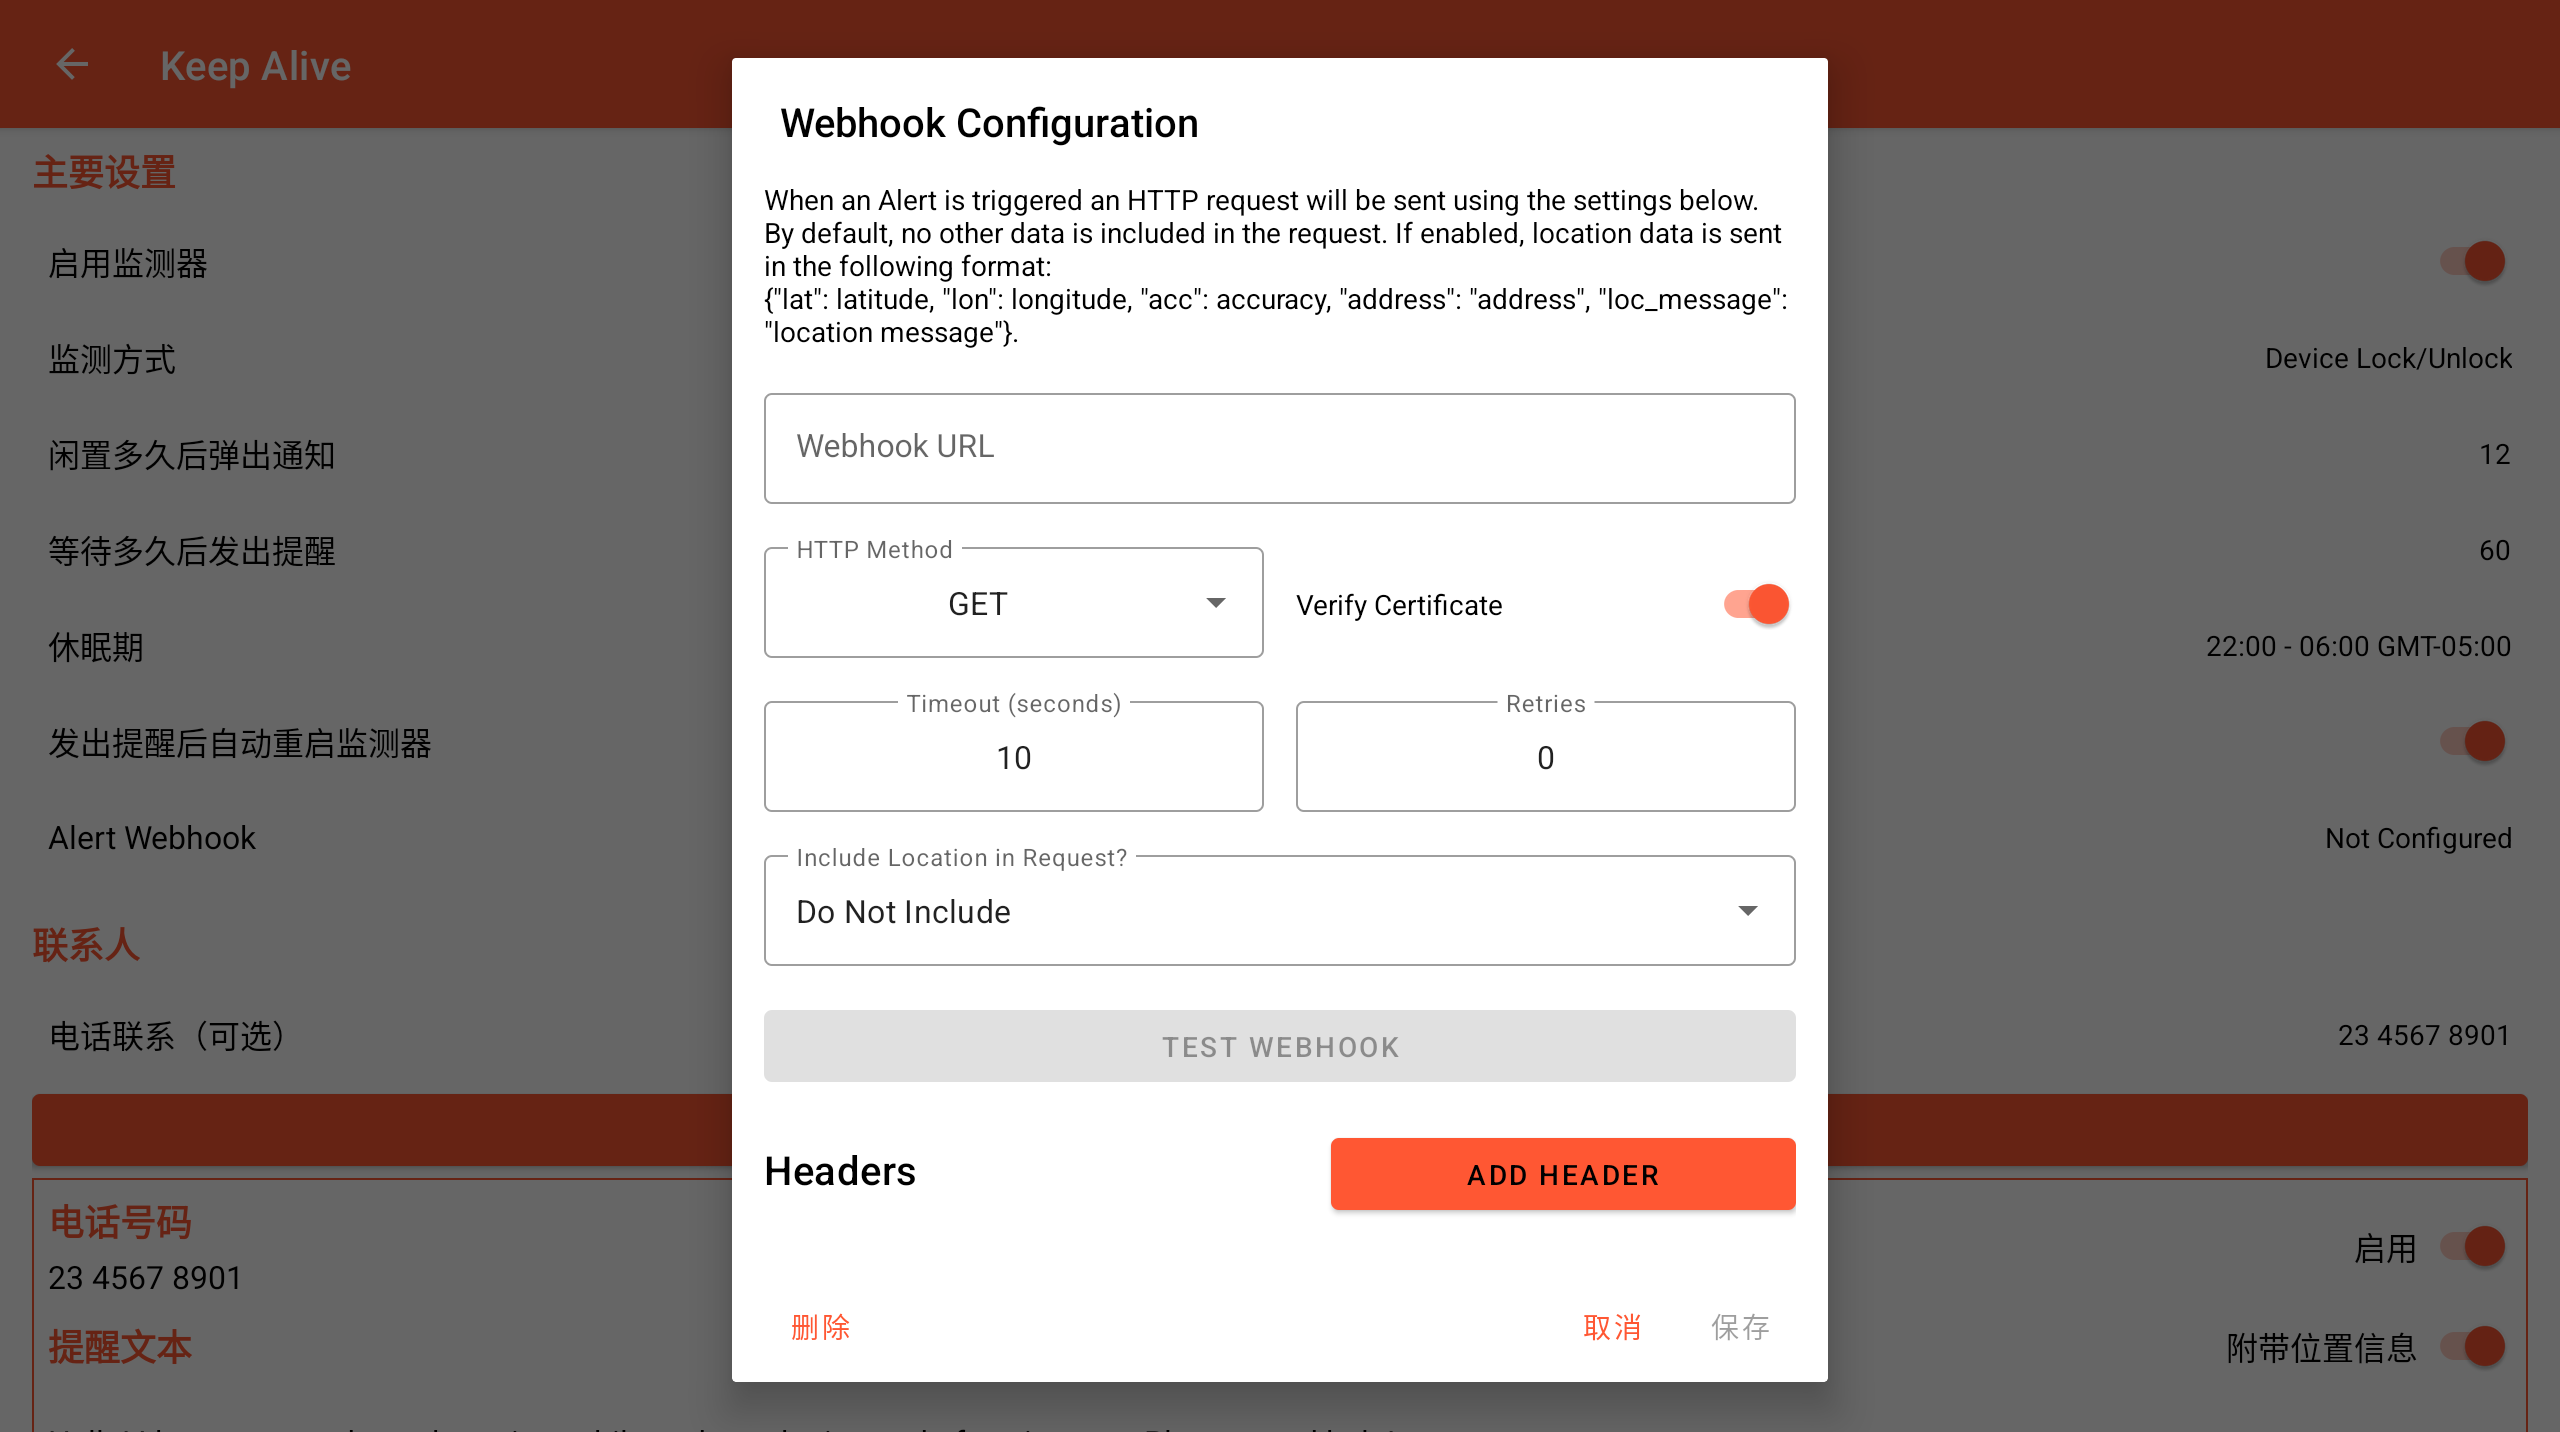 Keep Alive
主要设置
启用监测器
监测方式
Device Lock/Unlock
闲置多久后弹出通知
12
等待多久后发出提醒
60
休眠期
22:00 - 06:00 GMT-05:00
发出提醒后自动重启监测器
Alert Webhook
Not Configured
联系人
电话联系（可选）
23 4567 8901
电话号码
23 4567 8901
启用
提醒文本
附带位置信息
Webhook Configuration
When an Alert is triggered an HTTP request will be sent using the settings below.
By default, no other data is included in the request. If enabled, location data is sent
in the following format:
{"lat": latitude, "lon": longitude, "acc": accuracy, "address": "address", "loc_message":
"location message"}.
Webhook URL
HTTP Method
GET
Verify Certificate
Timeout (seconds)
10
Retries
0
Include Location in Request?
Do Not Include
TEST WEBHOOK
Headers
ADD HEADER
删除
取消
保存